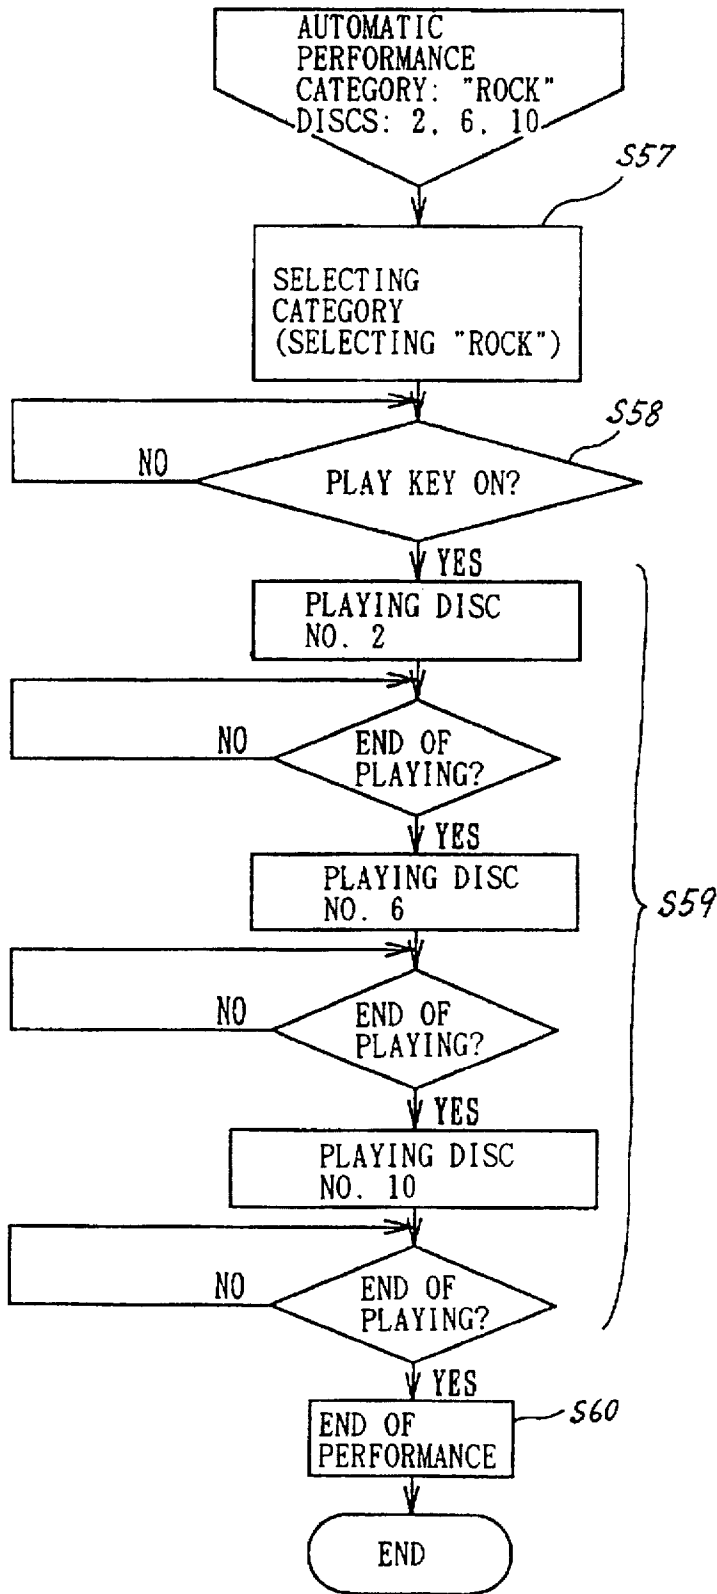 AUTOMATIC
PERFORMANCE
CATEGORY: "ROCK"
DISCS: 2, 6, 10
S57
SELECTING
CATEGORY
(SELECTING "ROCK")
S58
NO
PLAY KEY ON?
YES
PLAYING DISC
NO. 2
NO
END OF
PLAYING?
YES
PLAYING DISC
NO. 6
S59
NO
END OF
PLAYING?
YES
PLAYING DISC
NO. 10
NO
END OF
PLAYING?
YES
S60
END OF
PERFORMANCE
END